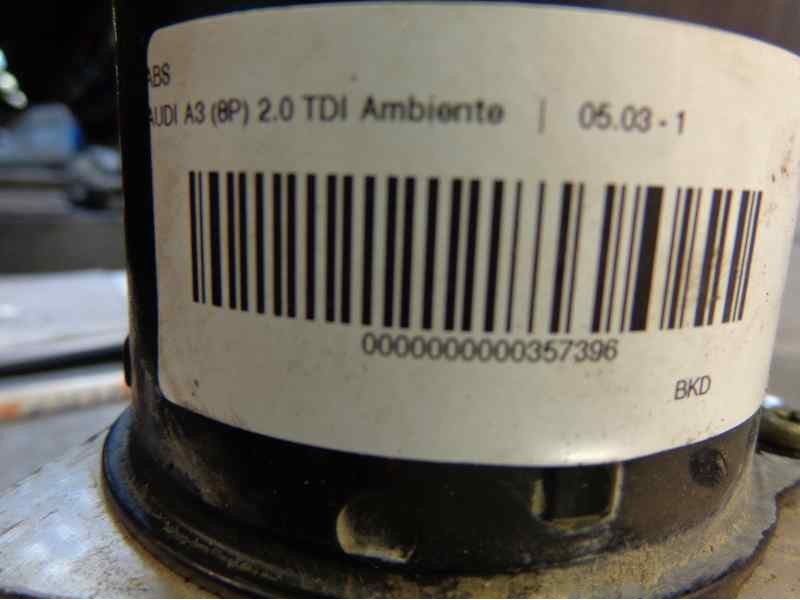 ABS
AUDI A3 (8P) 2.0 TDI Ambiente | 05.03 - 1
0000000000357396
BKD